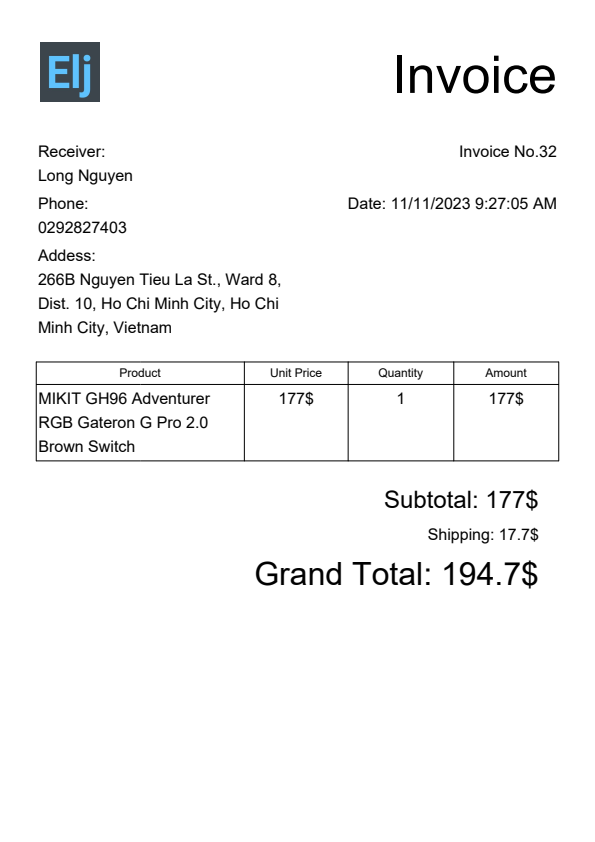 Elj
Invoice
Receiver:
Long Nguyen
Invoice No.32
Phone:
0292827403
Date: 11/11/2023 9:27:05 AM
Addess:
266B Nguyen Tieu La St., Ward 8,
Dist. 10, Ho Chi Minh City, Ho Chi
Minh City, Vietnam
Product Unit Price Quantity Amount
MIKIT GH96 Adventurer 177$ 1 177$
RGB Gateron G Pro 2.0
Brown Switch
Subtotal: 177$
Shipping: 17.7$
Grand Total: 194.7$